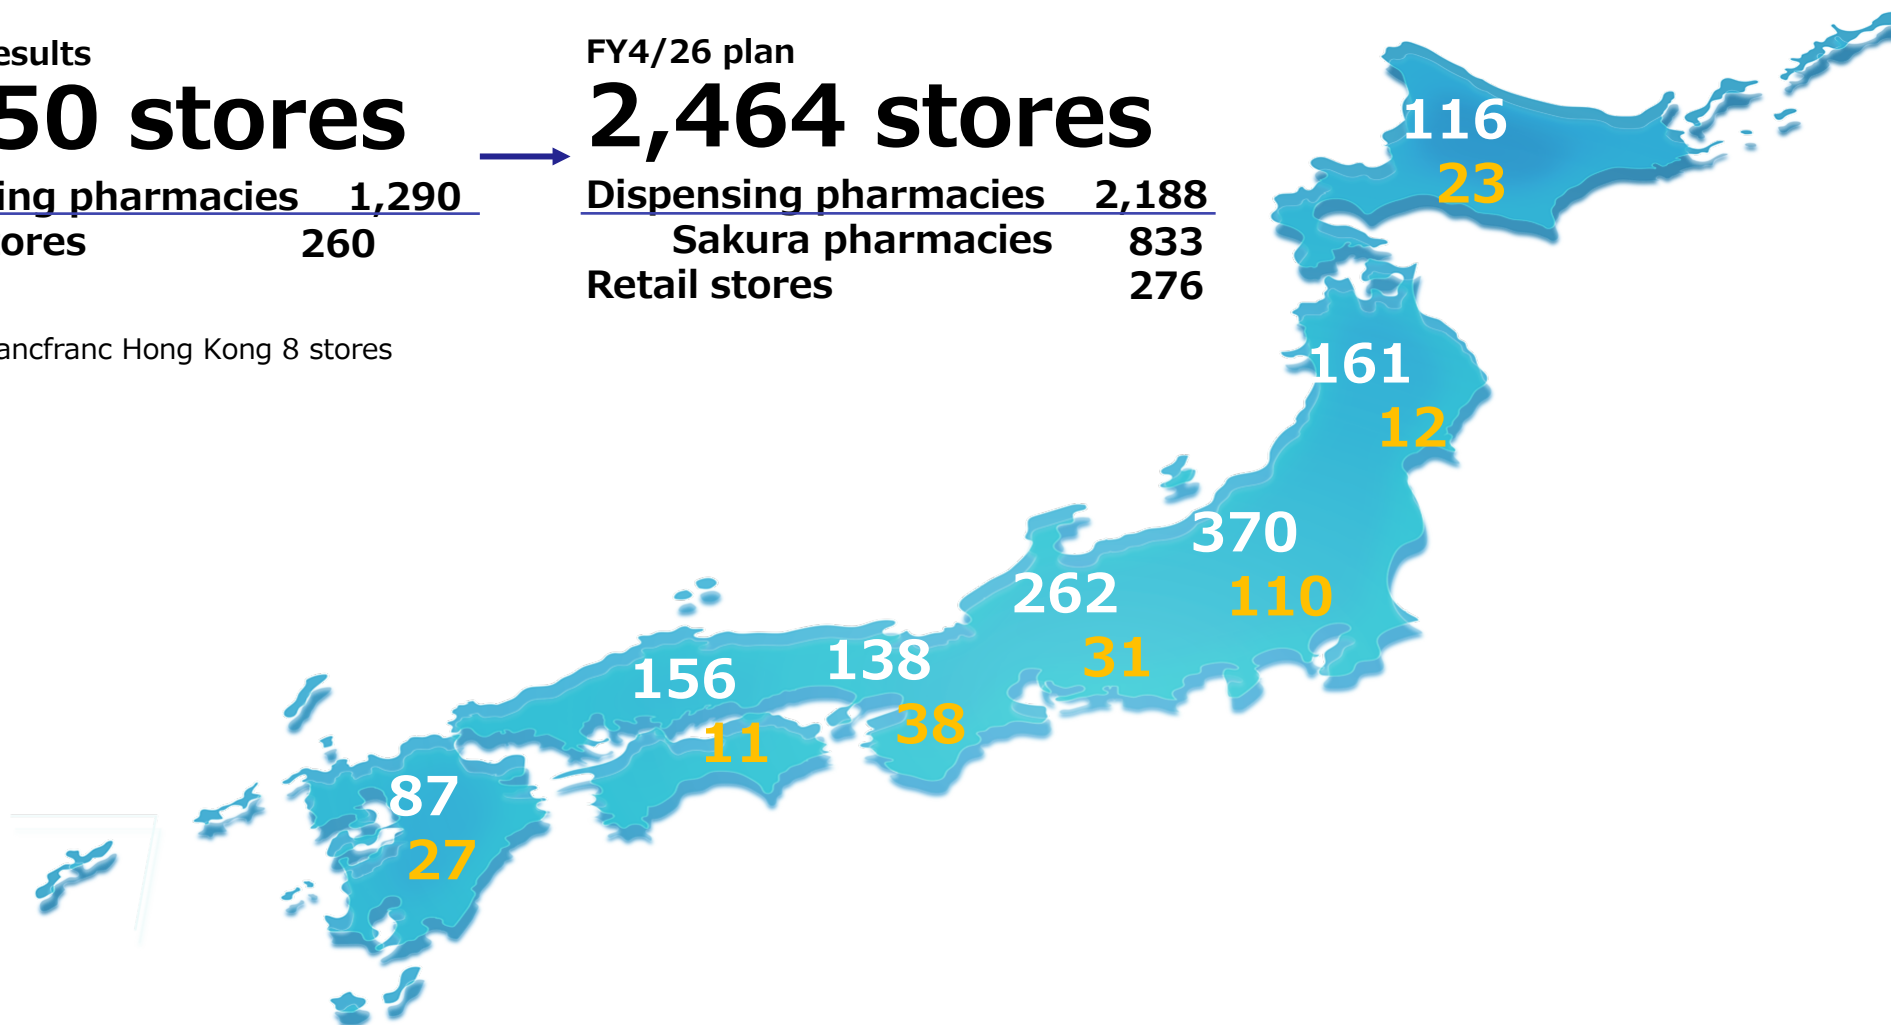 esults
50 stores
ing pharmacies 1,290
ores 260
ancfranc Hong Kong 8 stores
FY4/26 plan
2,464 stores
Dispensing pharmacies 2,188
Sakura pharmacies 833
Retail stores 276
116
23
161
12
370
110
262
31
138
38
156
11
87
27